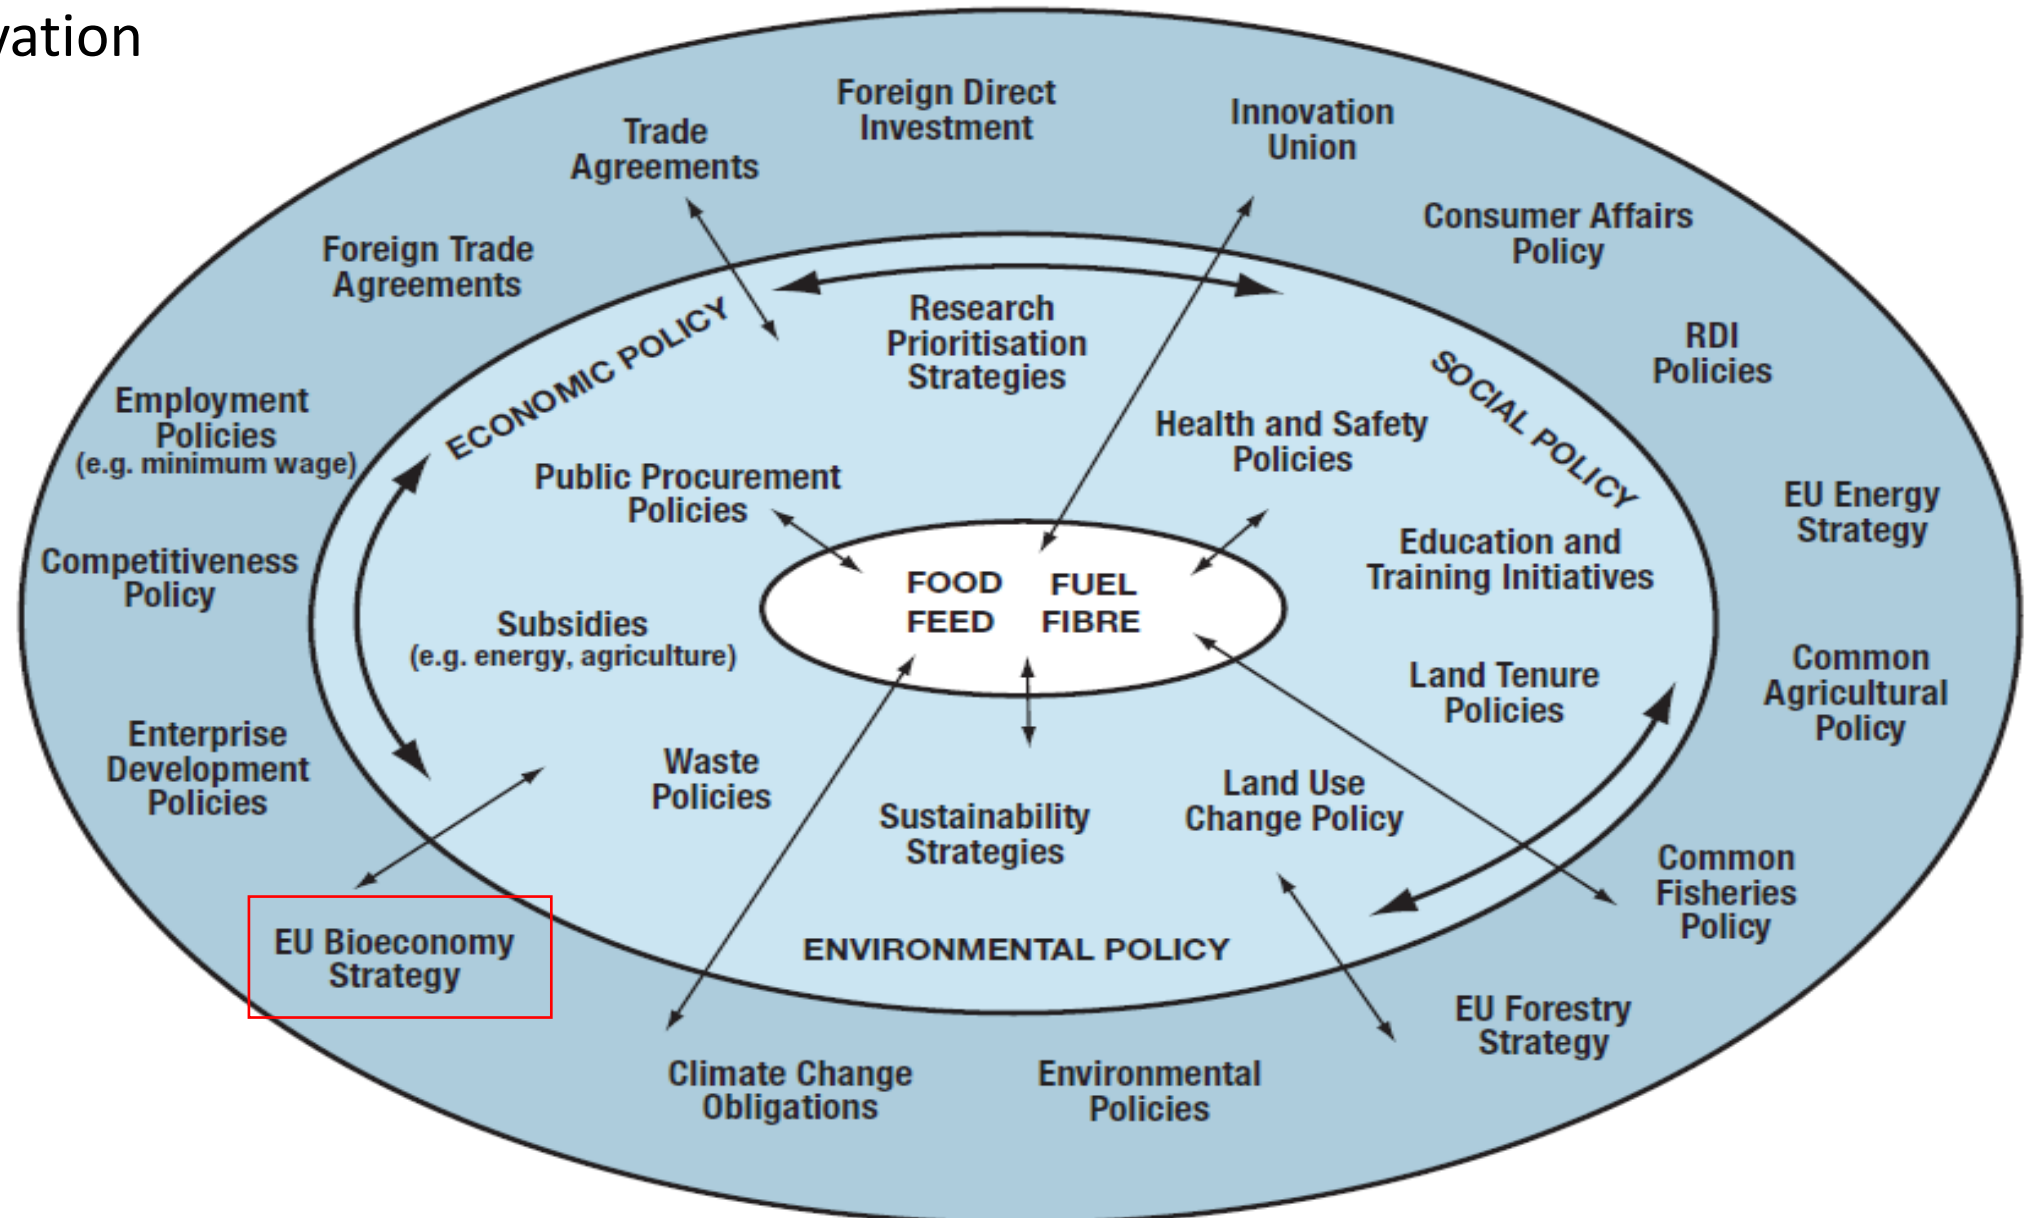 vation
Foreign Direct
Investment
Trade
Agreements
Innovation
Union
Foreign Trade
Agreements
Consumer Affairs
Policy
RDI
Policies
Employment
Policies
(e.g. minimum wage)
EU Energy
Strategy
Competitiveness
Policy
Common
Agricultural
Policy
Enterprise
Development
Policies
Common
Fisheries
Policy
EU Bioeconomy
Strategy
EU Forestry
Strategy
Climate Change
Obligations
Environmental
Policies
ECONOMIC POLICY
SOCIAL POLICY
ENVIRONMENTAL POLICY
Research
Prioritisation
Strategies
Health and Safety
Policies
Public Procurement
Policies
Education and
Training Initiatives
Subsidies
(e.g. energy, agriculture)
Land Tenure
Policies
Waste
Policies
Land Use
Change Policy
Sustainability
Strategies
FOOD FUEL
FEED FIBRE